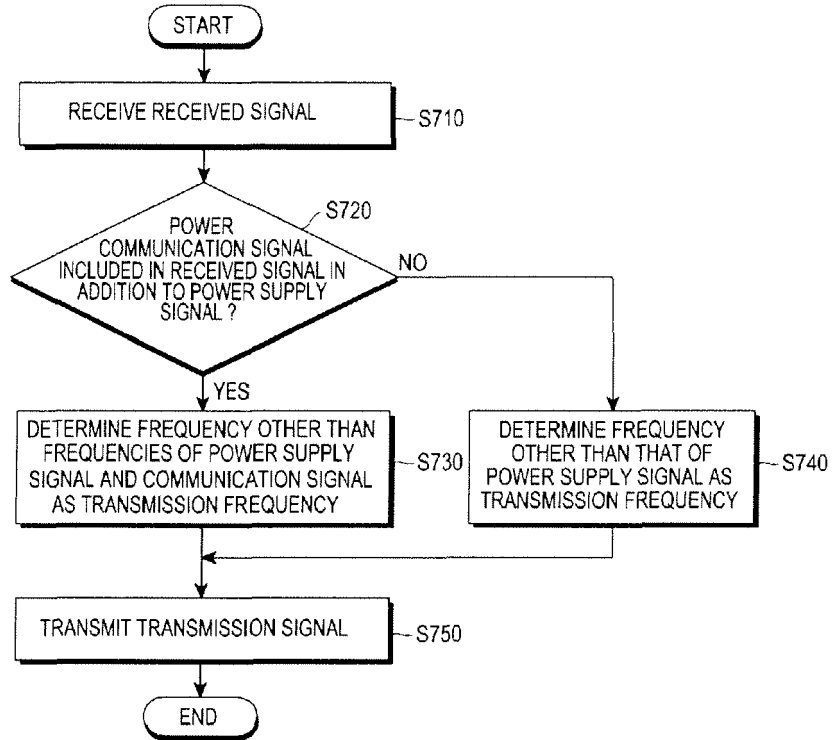 START
RECEIVE RECEIVED SIGNAL
S710
S720
POWER
COMMUNICATION SIGNAL
INCLUDED IN RECEIVED SIGNAL IN
ADDITION TO POWER SUPPLY
SIGNAL ?
NO
YES
DETERMINE FREQUENCY OTHER THAN
FREQUENCIES OF POWER SUPPLY
SIGNAL AND COMMUNICATION SIGNAL
AS TRANSMISSION FREQUENCY
S730
DETERMINE FREQUENCY
OTHER THAN THAT OF
POWER SUPPLY SIGNAL AS
TRANSMISSION FREQUENCY
S740
TRANSMIT TRANSMISSION SIGNAL
S750
END